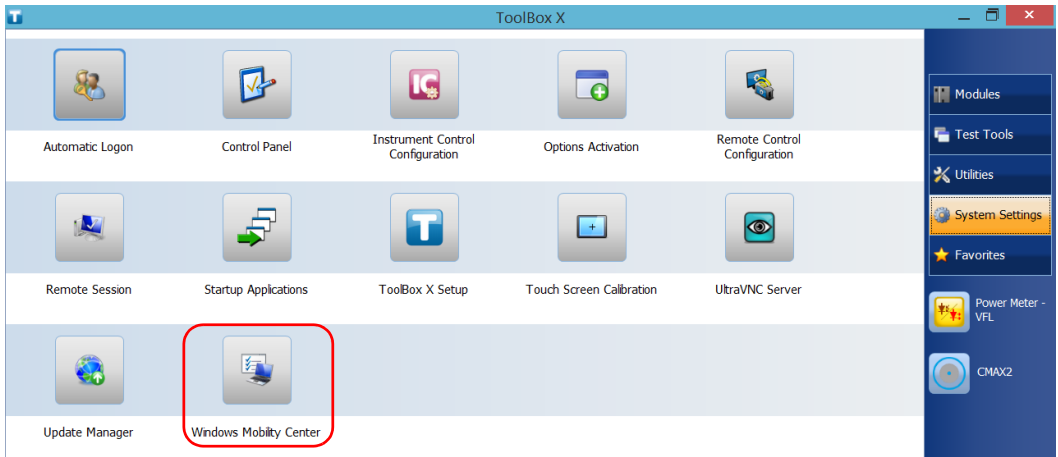 ToolBox X
Automatic Logon
Control Panel
Instrument Control
Configuration
Options Activation
Remote Control
Configuration
Remote Session
Startup Applications
ToolBox X Setup
Touch Screen Calibration
UltraVNC Server
Update Manager
Windows Mobility Center
Modules
Test Tools
Utilities
System Settings
Favorites
Power Meter -
VFL
CMAX2